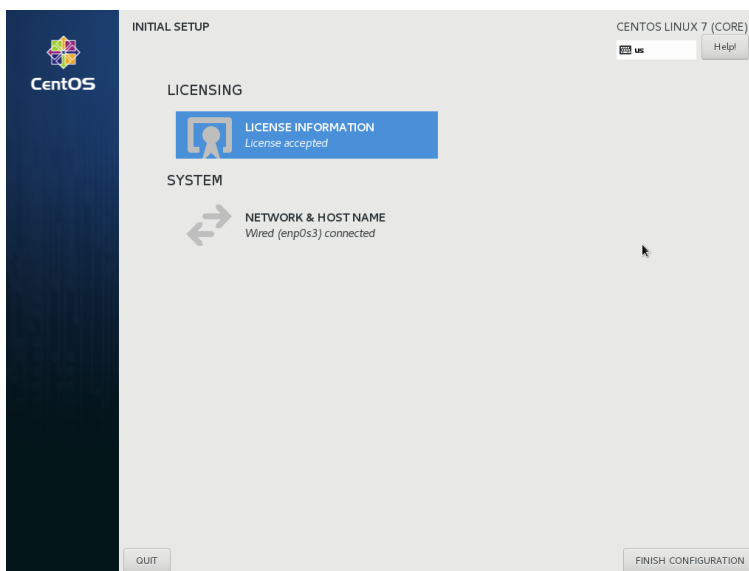 INITIAL SETUP
CENTOS LINUX 7 (CORE)
us
Help!
CentOS
LICENSING
LICENSE INFORMATION
License accepted
SYSTEM
NETWORK & HOST NAME
Wired (enp0s3) connected
QUIT
FINISH CONFIGURATION